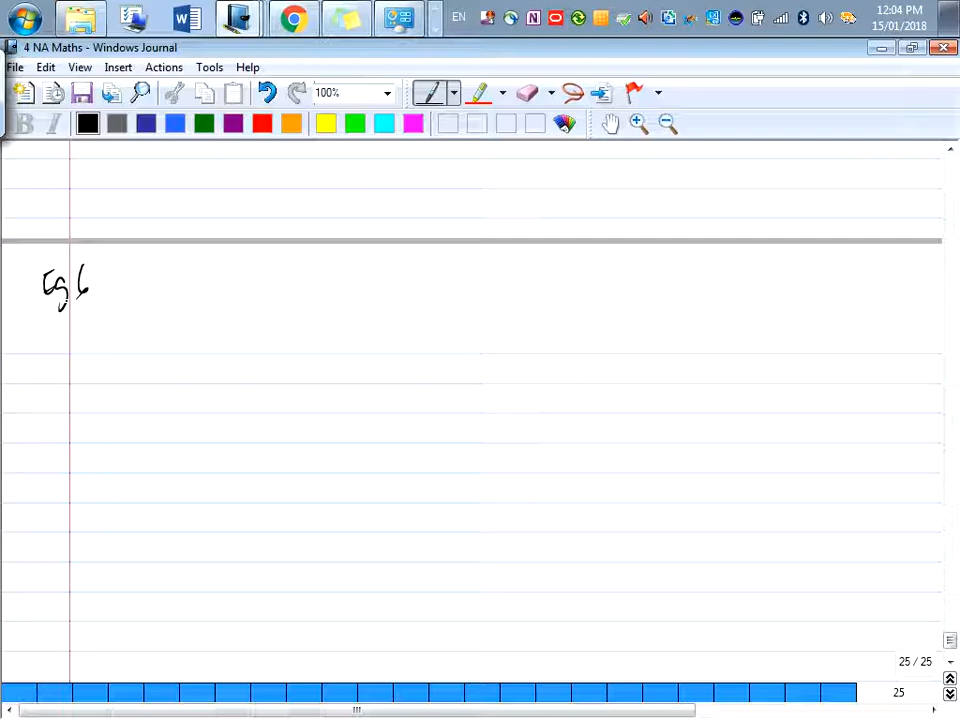 EN
12:04 PM
15/01/2018
4 NA Maths - Windows Journal
File Edit View Insert Actions Tools Help
100%
B I
Eg 6
25 / 25
25